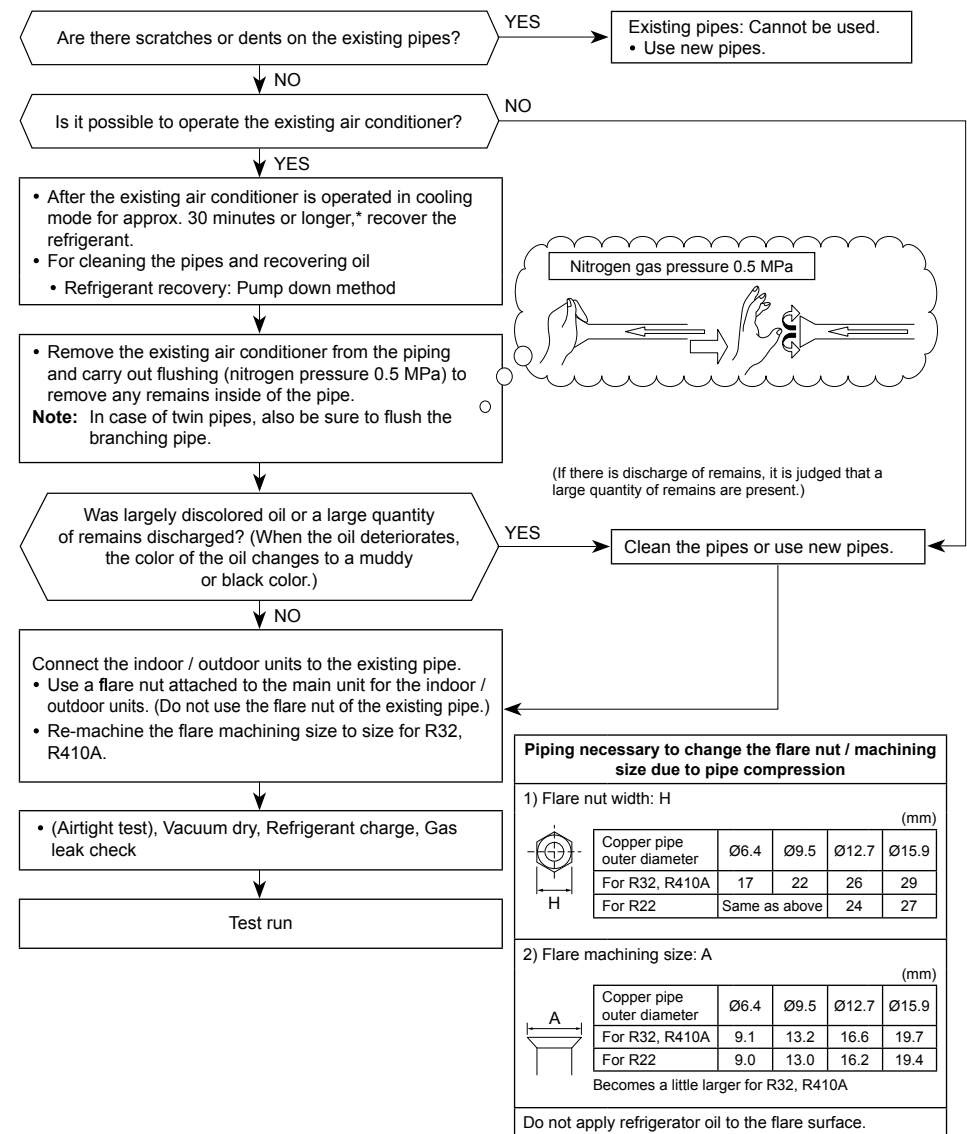 Are there scratches or dents on the existing pipes?
YES
Existing pipes: Cannot be used.
• Use new pipes.
NO
Is it possible to operate the existing air conditioner?
NO
YES
• After the existing air conditioner is operated in cooling
mode for approx. 30 minutes or longer,* recover the
refrigerant.
• For cleaning the pipes and recovering oil
• Refrigerant recovery: Pump down method
Nitrogen gas pressure 0.5 MPa
• Remove the existing air conditioner from the piping
and carry out flushing (nitrogen pressure 0.5 MPa) to
remove any remains inside of the pipe.
Note: In case of twin pipes, also be sure to flush the
branching pipe.
(If there is discharge of remains, it is judged that a
large quantity of remains are present.)
Was largely discolored oil or a large quantity
of remains discharged? (When the oil deteriorates,
the color of the oil changes to a muddy
or black color.)
YES
Clean the pipes or use new pipes.
NO
Connect the indoor / outdoor units to the existing pipe.
• Use a flare nut attached to the main unit for the indoor /
outdoor units. (Do not use the flare nut of the existing pipe.)
• Re-machine the flare machining size to size for R32,
R410A.
• (Airtight test), Vacuum dry, Refrigerant charge, Gas
leak check
Test run
Piping necessary to change the flare nut / machining
size due to pipe compression
1) Flare nut width: H
(mm)
H
Copper pipe
outer diameter Ø6.4 Ø9.5 Ø12.7 Ø15.9
For R32, R410A 17 22 26 29
For R22 Same as above 24 27
2) Flare machining size: A
(mm)
A
Copper pipe
outer diameter Ø6.4 Ø9.5 Ø12.7 Ø15.9
For R32, R410A 9.1 13.2 16.6 19.7
For R22 9.0 13.0 16.2 19.4
Becomes a little larger for R32, R410A
Do not apply refrigerator oil to the flare surface.